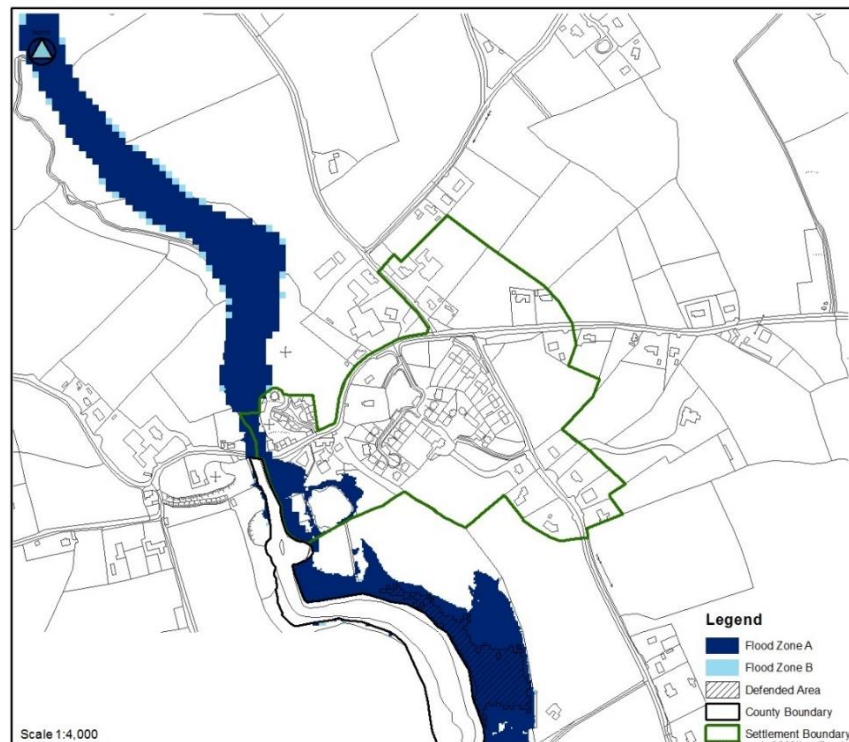 Legend
Flood Zone A
Flood Zone B
Defended Area
County Boundary
Settlement Boundary
Scale 1:4,000